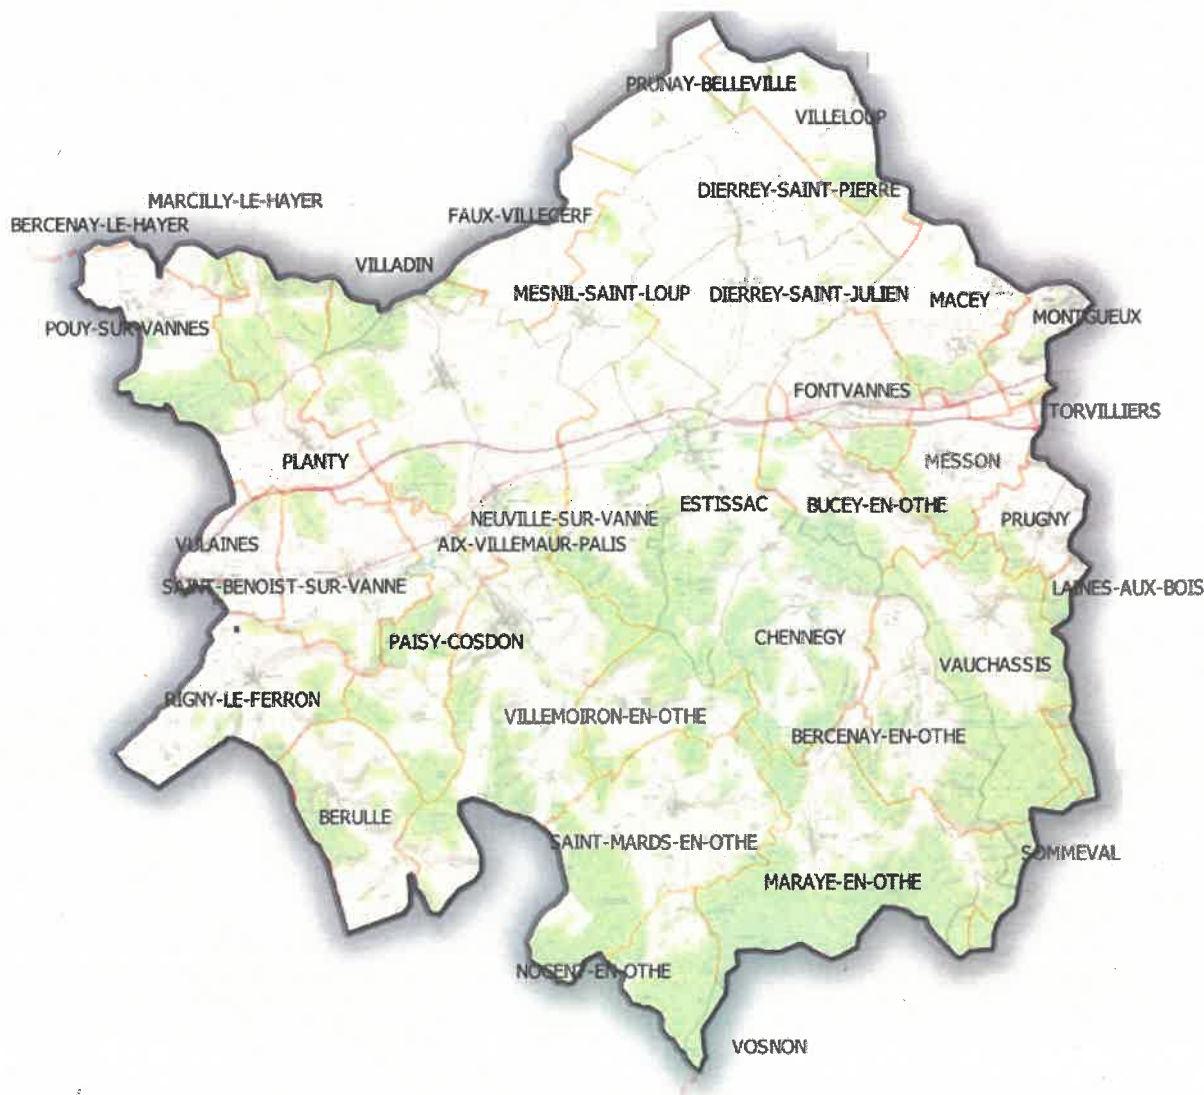 PRUNAY-BELLEVILLE
VILLELOUP
MARCILLY-LE-HAYER
DIERREY-SAINT-PIERRE
FAUX-VILLECERF
BERCENAY-LE-HAYER
VILLADIN
MESNIL-SAINT-LOUP
DIERREY-SAINT-JULIEN
MACEY
MONTGUEUX
POUY-SUR-VANNES
FONTVANNES
TORVILLIERS
PLANTY
MESSON
ESTISSAC
BUCEY-EN-OTHE
NEUVILLE-SUR-VANNE
PRUGNY
VULAINES
AIX-VILLEMAUR-PALIS
SAINT-BENOIST-SUR-VANNE
LAINES-AUX-BOIS
PAISY-COSDON
CHENNEGY
VAUCHASSIS
RIGNY-LE-FERRON
VILLEMOIRON-EN-OTHE
BERCENAY-EN-OTHE
BERULLE
SAINT-MARDS-EN-OTHE
SOMMEVAL
MARAYE-EN-OTHE
NOGENT-EN-OTHE
VOSNON